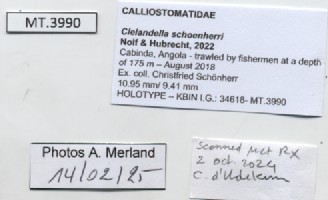 MT.3990
CALLIOSTOMATIDAE
Clelandella schoenherri
Nolf & Hubrecht, 2022
Cabinda, Angola - trawled by fishermen at a depth
of 175 m – August 2018
Ex. coll. Christfried Schönherr
10.95 mm/ 9.41 mm
HOLOTYPE – KBIN I.G.: 34618- MT.3990
Photos A. Merland
14/02/25
Scanned met RX
2 oct. 2024
C. d'Udekem